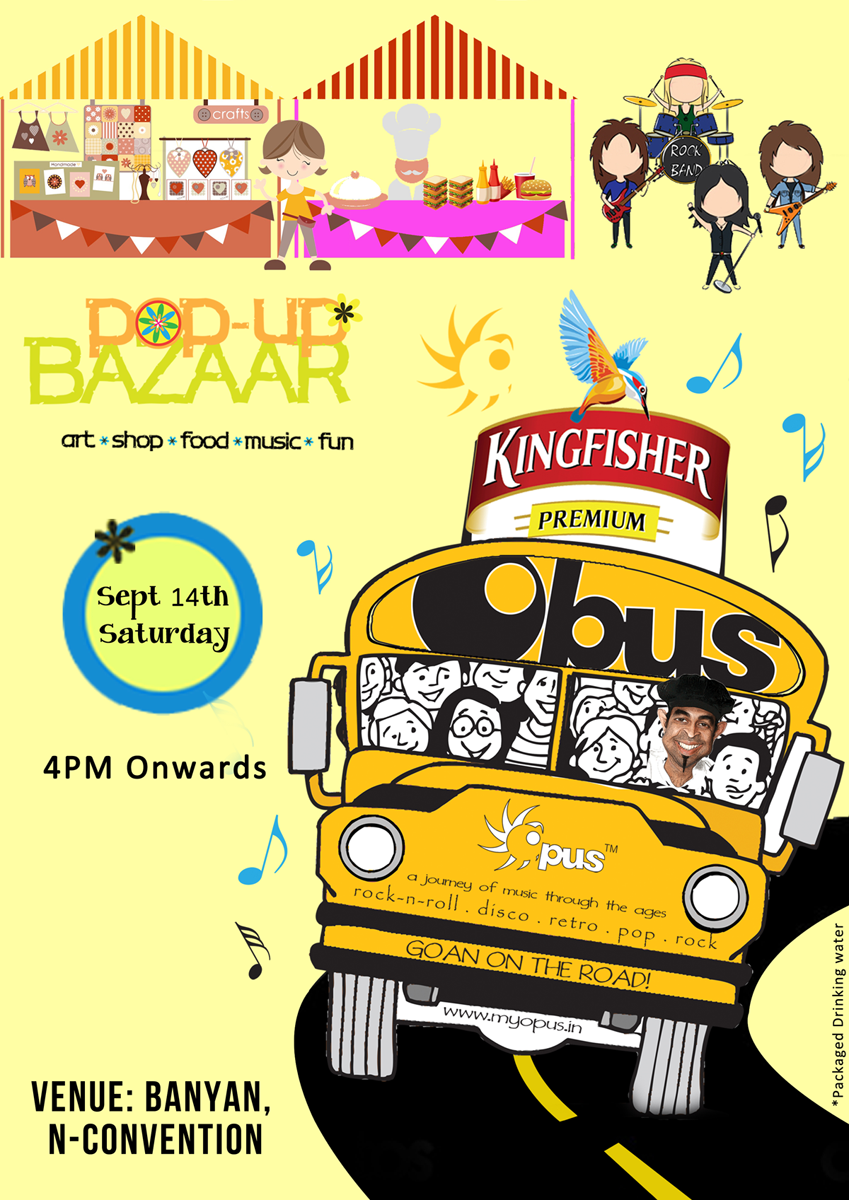 crafts
Handmade
ROCK
BAND
POP-UP
BAZAAR
art * shop * food * music * fun
KINGFISHER
PREMIUM
Obus
Sept 14th
Saturday
4PM Onwards
opus™
a journey of music through the ages
rock-n-roll . disco . retro . pop . rock
GOAN ON THE ROAD!
www.myopus.in
*Packaged Drinking water
VENUE: BANYAN,
N-CONVENTION